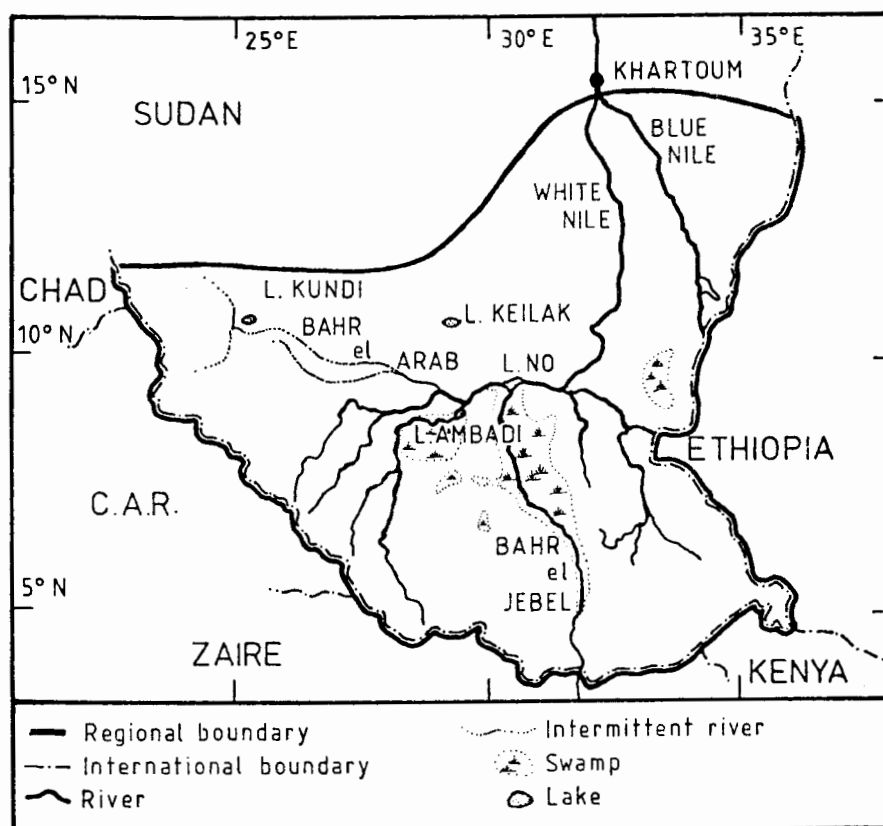 25°E
30°E
35°E
KHARTOUM
15°N
SUDAN
BLUE
NILE
WHITE
NILE
CHAD
L. KUNDI
L. KEILAK
10°N
BAHR
el
ARAB
L. NO
L. AMBADI
ETHIOPIA
C.A.R.
BAHR
el
JEBEL
5°N
ZAIRE
KENYA
Regional boundary
International boundary
River
Intermittent river
Swamp
Lake